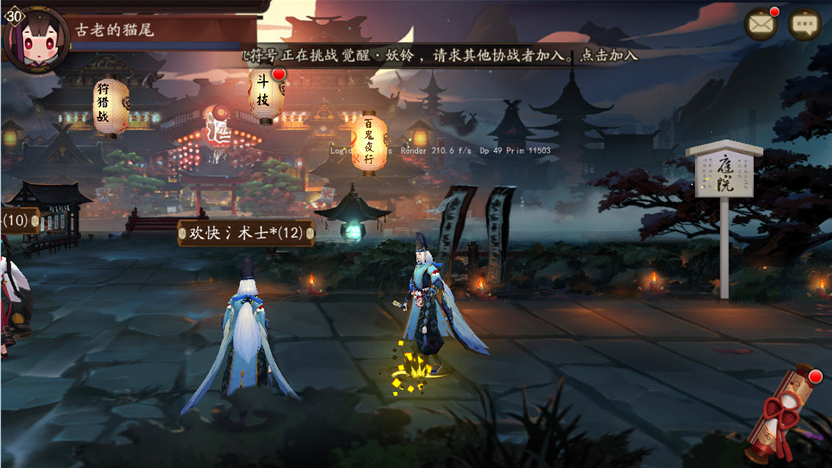 30
古老的猫尾
符号正在挑战 觉醒·妖铃，请求其他协战者加入。点击加入
狩猎战
斗技
百鬼夜行
Render 210.6 f/s Dp 49 Prim 11503
庭院
(10)
欢快氵术士*(12)